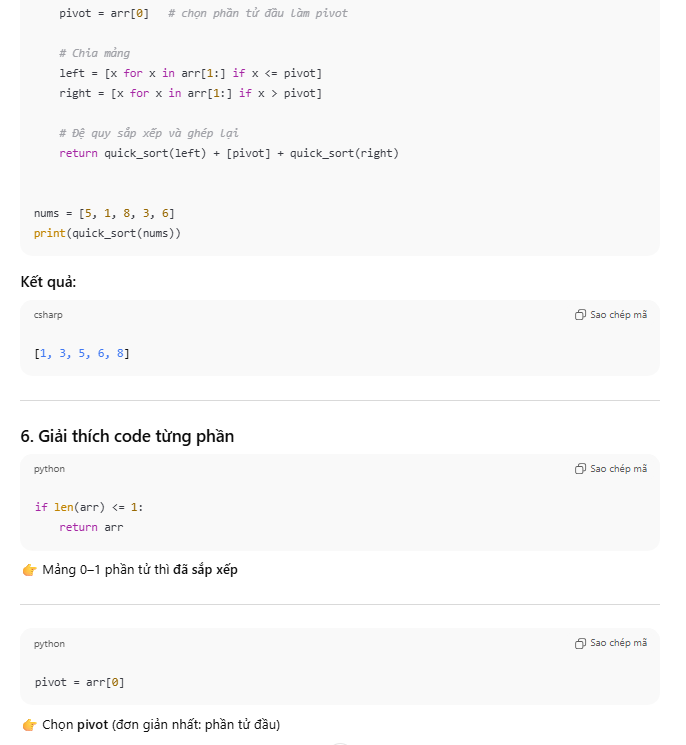 pivot = arr[0]   # chọn phần tử đầu làm pivot
# Chia mảng
left = [x for x in arr[1:] if x <= pivot]
right = [x for x in arr[1:] if x > pivot]
# Đệ quy sắp xếp và ghép lại
return quick_sort(left) + [pivot] + quick_sort(right)
nums = [5, 1, 8, 3, 6]
print(quick_sort(nums))
Kết quả:
csharp
Sao chép mã
[1, 3, 5, 6, 8]
6. Giải thích code từng phần
python
Sao chép mã
if len(arr) <= 1:
return arr
👉 Mảng 0–1 phần tử thì đã sắp xếp
python
Sao chép mã
pivot = arr[0]
👉 Chọn pivot (đơn giản nhất: phần tử đầu)